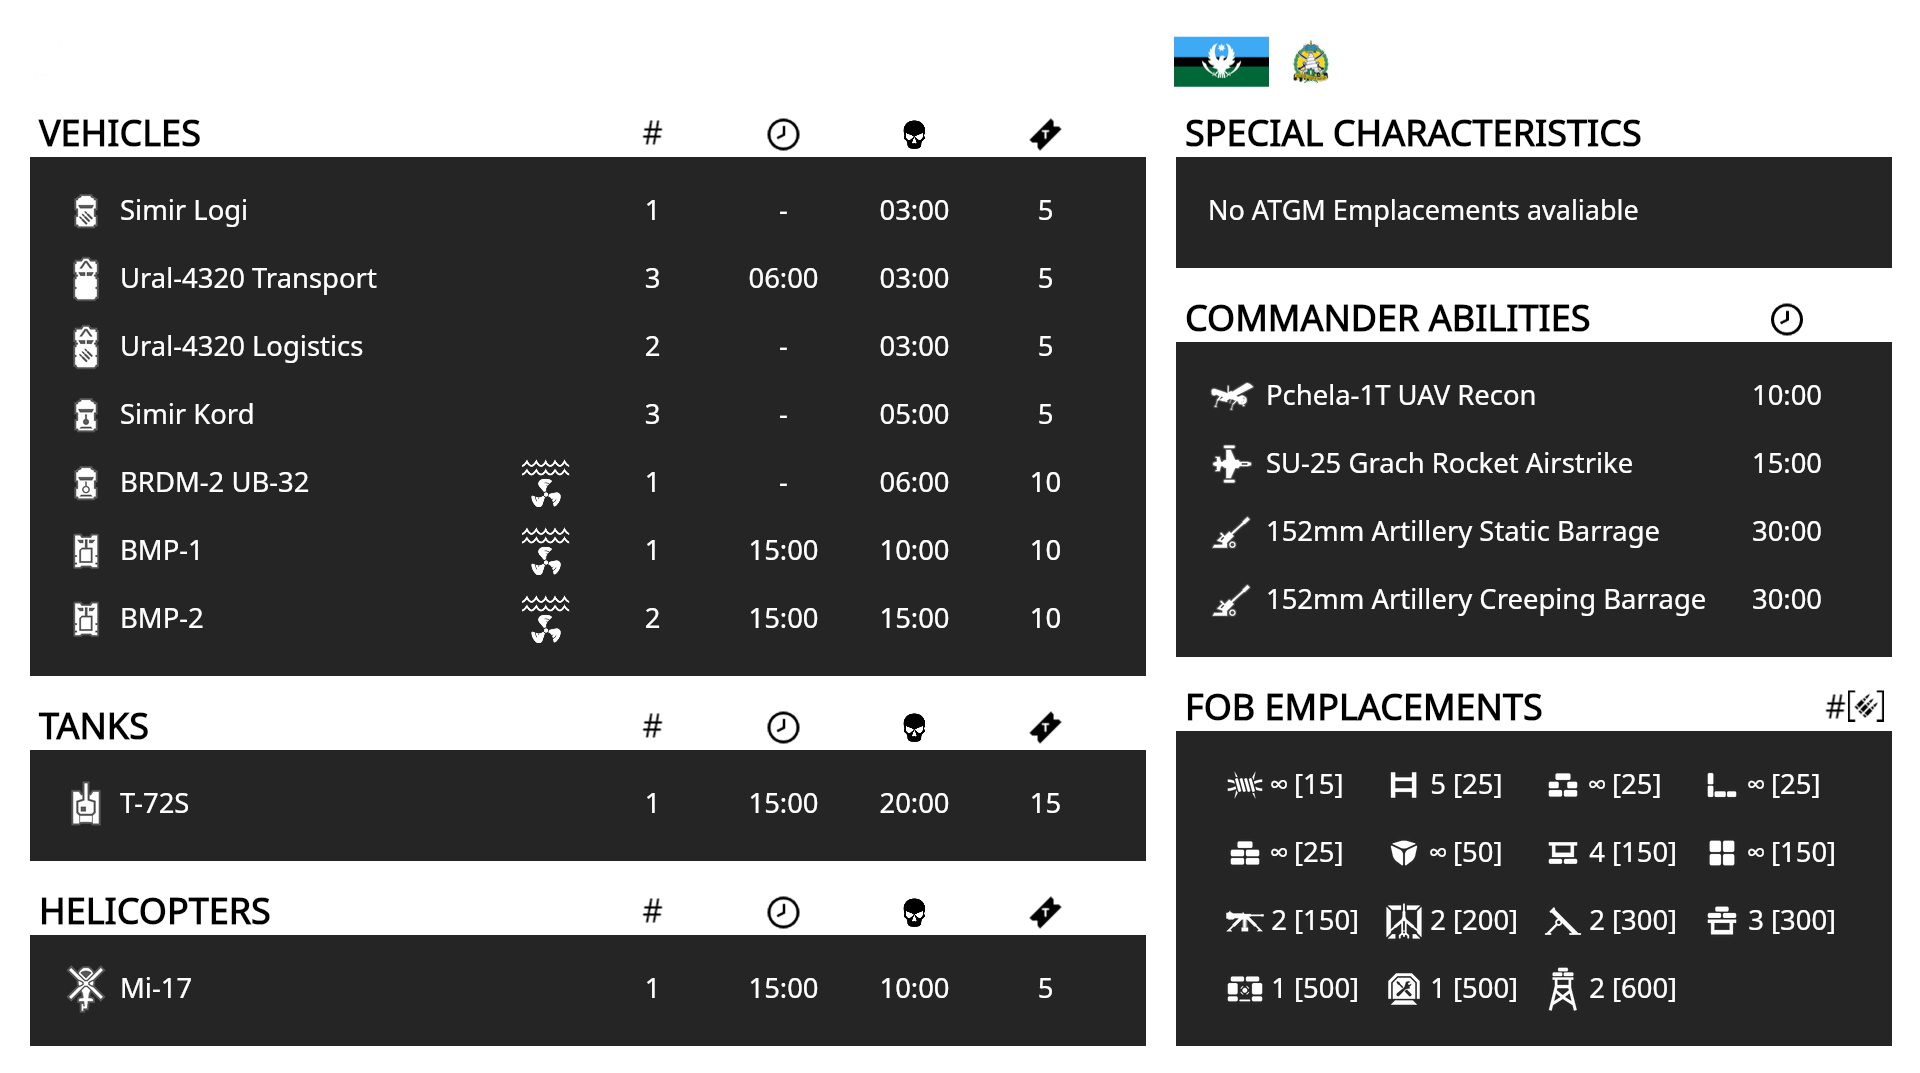 VEHICLES #
Simir Logi 1 - 03:00 5
Ural-4320 Transport 3 06:00 03:00 5
Ural-4320 Logistics 2 - 03:00 5
Simir Kord 3 - 05:00 5
BRDM-2 UB-32 1 - 06:00 10
BMP-1 1 15:00 10:00 10
BMP-2 2 15:00 15:00 10
TANKS #
T-72S 1 15:00 20:00 15
HELICOPTERS #
Mi-17 1 15:00 10:00 5
SPECIAL CHARACTERISTICS
No ATGM Emplacements avaliable
COMMANDER ABILITIES
Pchela-1T UAV Recon 10:00
SU-25 Grach Rocket Airstrike 15:00
152mm Artillery Static Barrage 30:00
152mm Artillery Creeping Barrage 30:00
FOB EMPLACEMENTS #[]
∞ [15] 5 [25] ∞ [25] ∞ [25]
∞ [25] ∞ [50] 4 [150] ∞ [150]
2 [150] 2 [200] 2 [300] 3 [300]
1 [500] 1 [500] 2 [600]